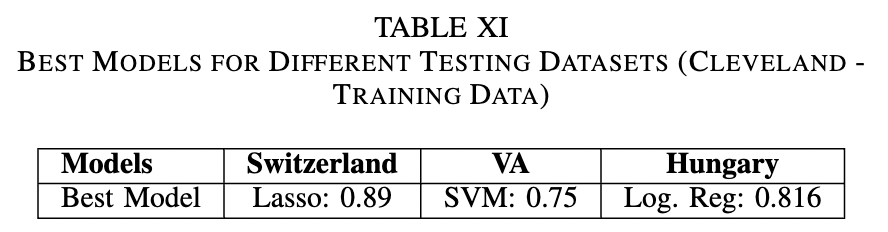 TABLE XI
BEST MODELS FOR DIFFERENT TESTING DATASETS (CLEVELAND -
TRAINING DATA)
Models Switzerland VA Hungary
Best Model Lasso: 0.89 SVM: 0.75 Log. Reg: 0.816